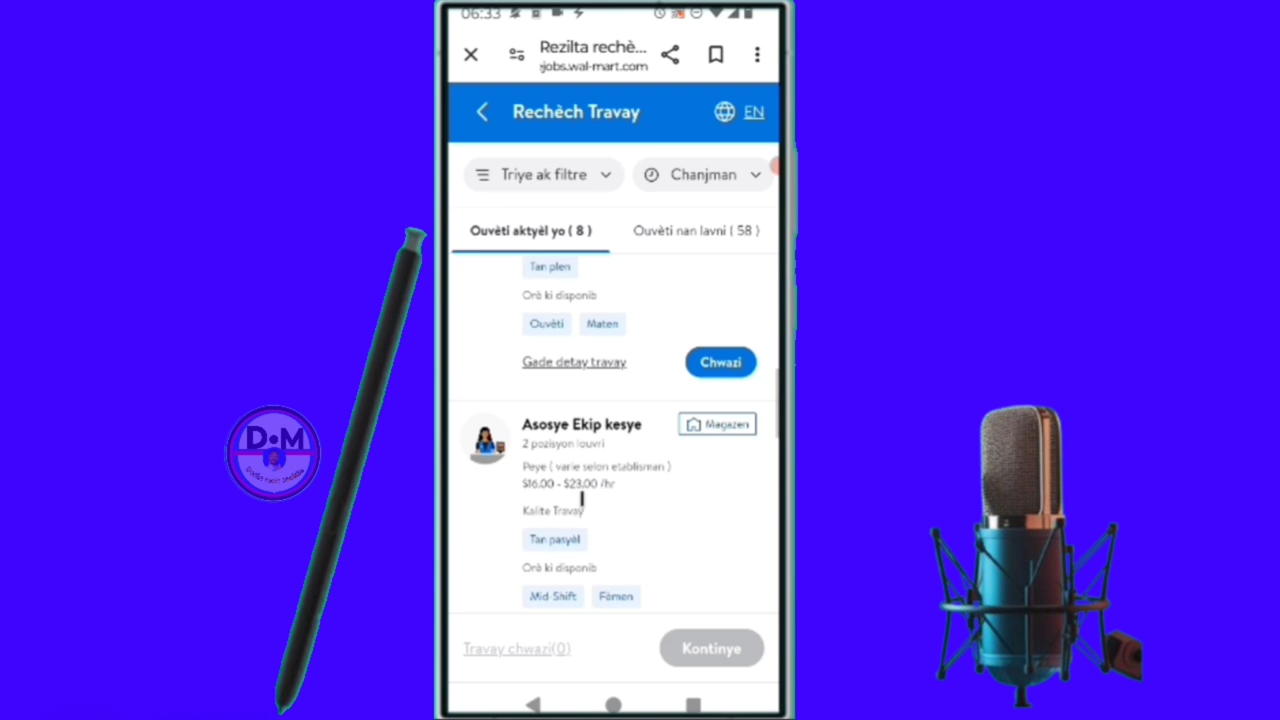 06:33
Rezilta rechè...
ejobs.wal-mart.com
Rechèch Travay
EN
Triye ak filtre
Chanjman
Ouvèti aktyèl yo ( 8 )
Ouvèti nan lavni ( 58 )
Tan plen
Orè ki disponib
Ouvèti
Maten
Gade detay travay
Chwazi
Asosye Ekip kesye
Magazen
2 pozisyon louvri
Peye ( varie selon etablisman )
$16.00 - $23.00 /hr
Kalite Travay
Tan pasyèl
Orè ki disponib
Mid-Shift
Fèmen
Travay chwazi(0)
Kontinye
D•M